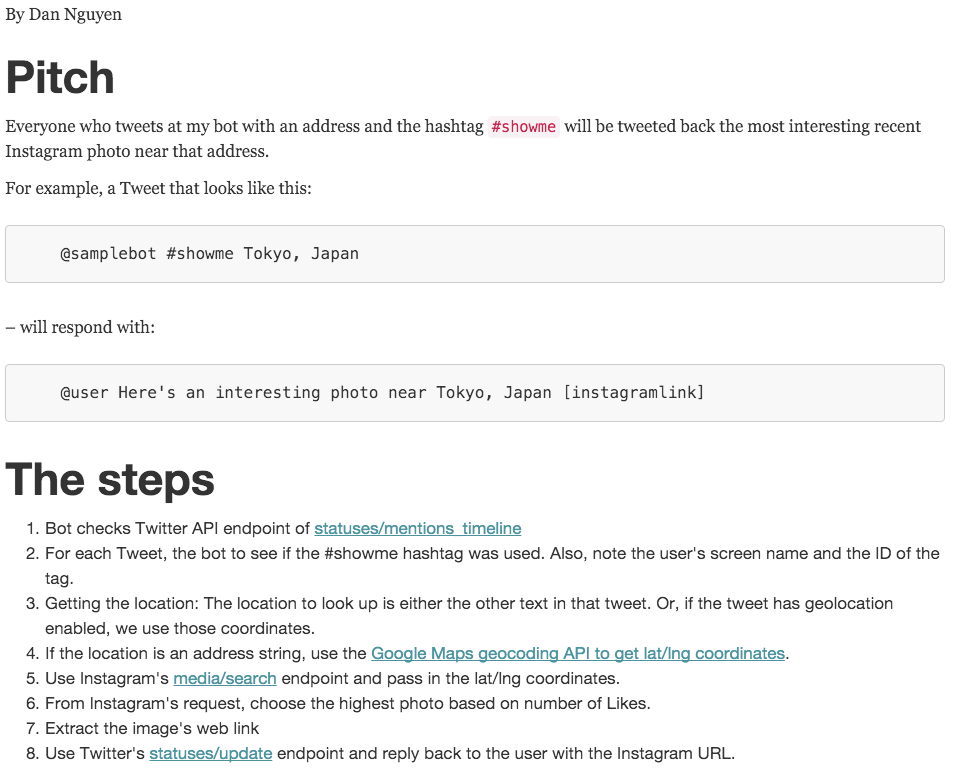 By Dan Nguyen
Pitch
Everyone who tweets at my bot with an address and the hashtag #showme will be tweeted back the most interesting recent
Instagram photo near that address.
For example, a Tweet that looks like this:
@samplebot #showme Tokyo, Japan
– will respond with:
@user Here's an interesting photo near Tokyo, Japan [instagramlink]
The steps
1. Bot checks Twitter API endpoint of statuses/mentions_timeline
2. For each Tweet, the bot to see if the #showme hashtag was used. Also, note the user's screen name and the ID of the
tag.
3. Getting the location: The location to look up is either the other text in that tweet. Or, if the tweet has geolocation
enabled, we use those coordinates.
4. If the location is an address string, use the Google Maps geocoding API to get lat/lng coordinates.
5. Use Instagram's media/search endpoint and pass in the lat/lng coordinates.
6. From Instagram's request, choose the highest photo based on number of Likes.
7. Extract the image's web link
8. Use Twitter's statuses/update endpoint and reply back to the user with the Instagram URL.